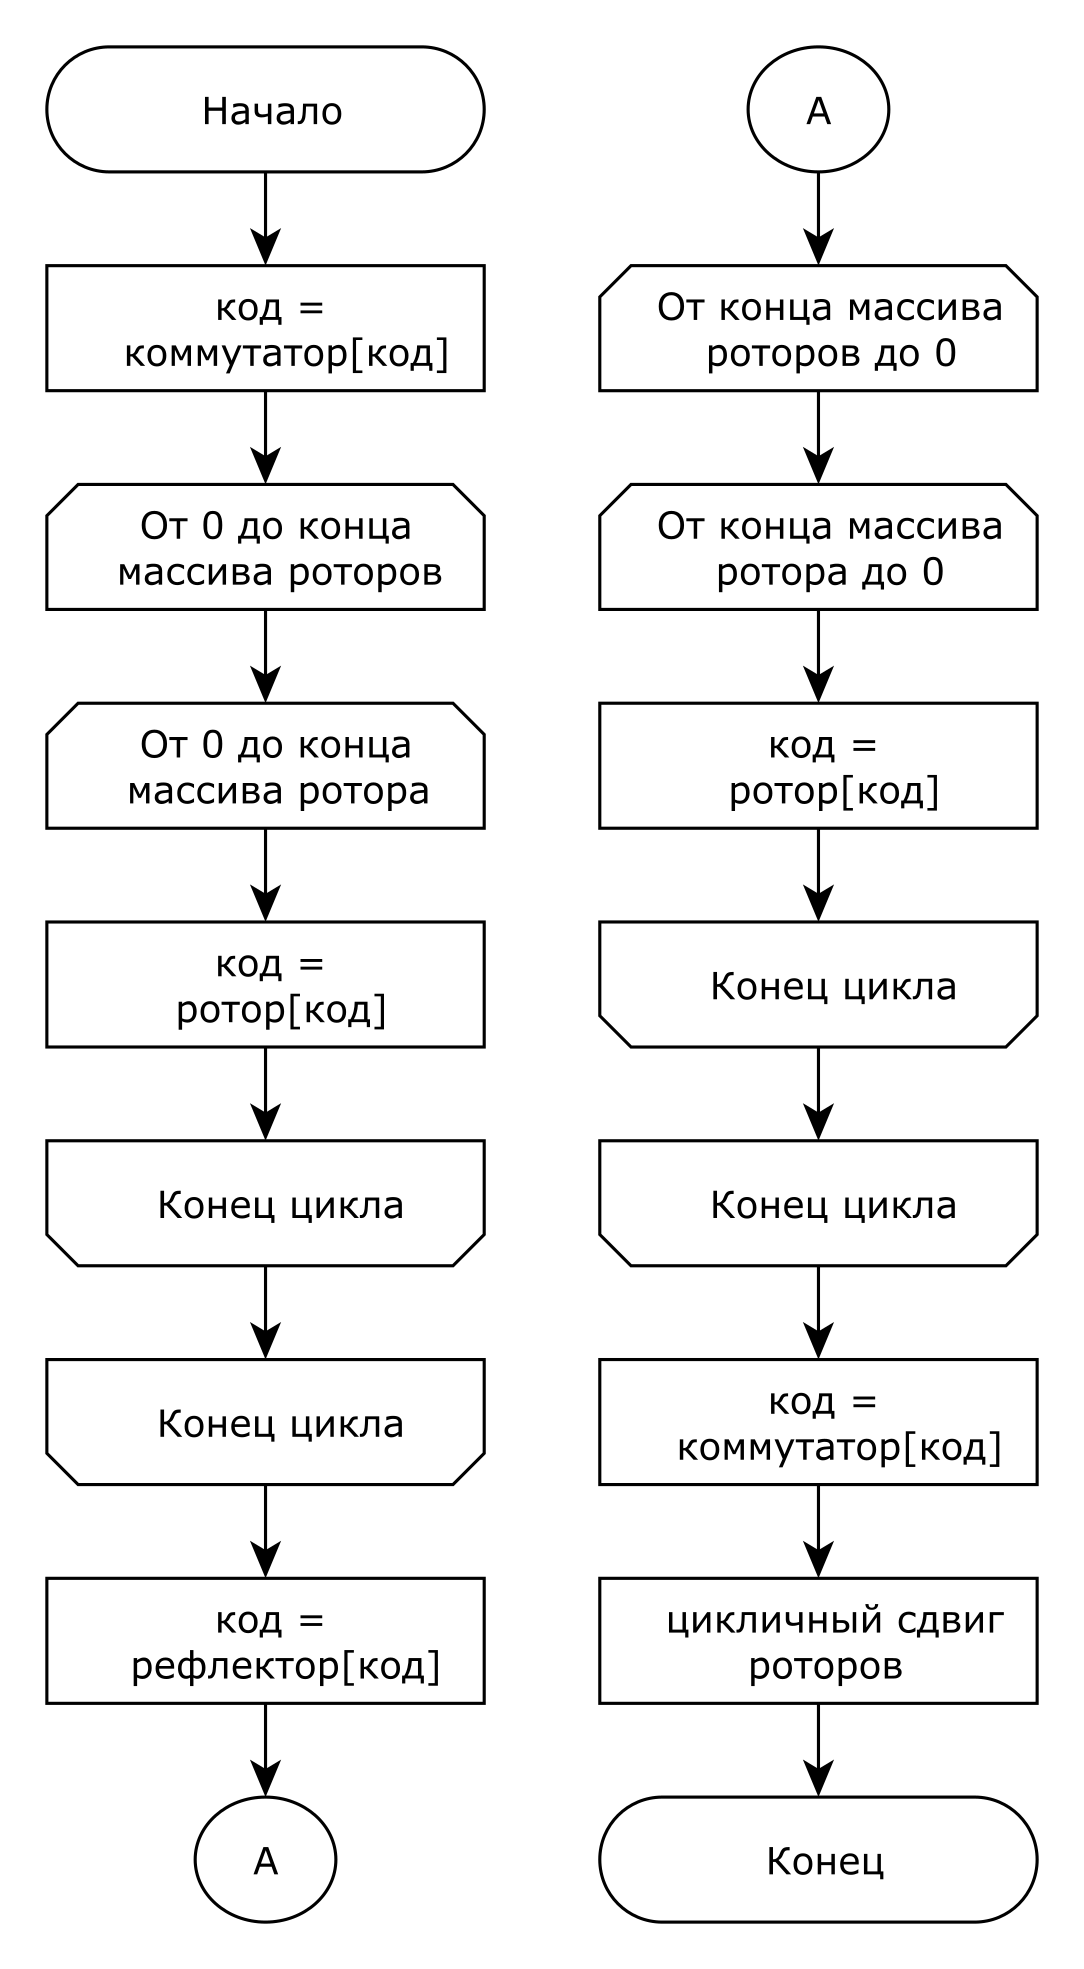 Начало
код =
коммутатор[код]
От 0 до конца
массива роторов
От 0 до конца
массива ротора
код =
ротор[код]
Конец цикла
Конец цикла
код =
рефлектор[код]
А
А
От конца массива
роторов до 0
От конца массива
ротора до 0
код =
ротор[код]
Конец цикла
Конец цикла
код =
коммутатор[код]
цикличный сдвиг
роторов
Конец